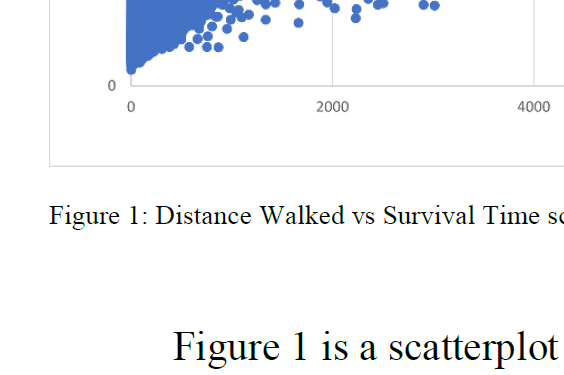 0
0 2000 4000
Figure 1: Distance Walked vs Survival Time sc
Figure 1 is a scatterplot